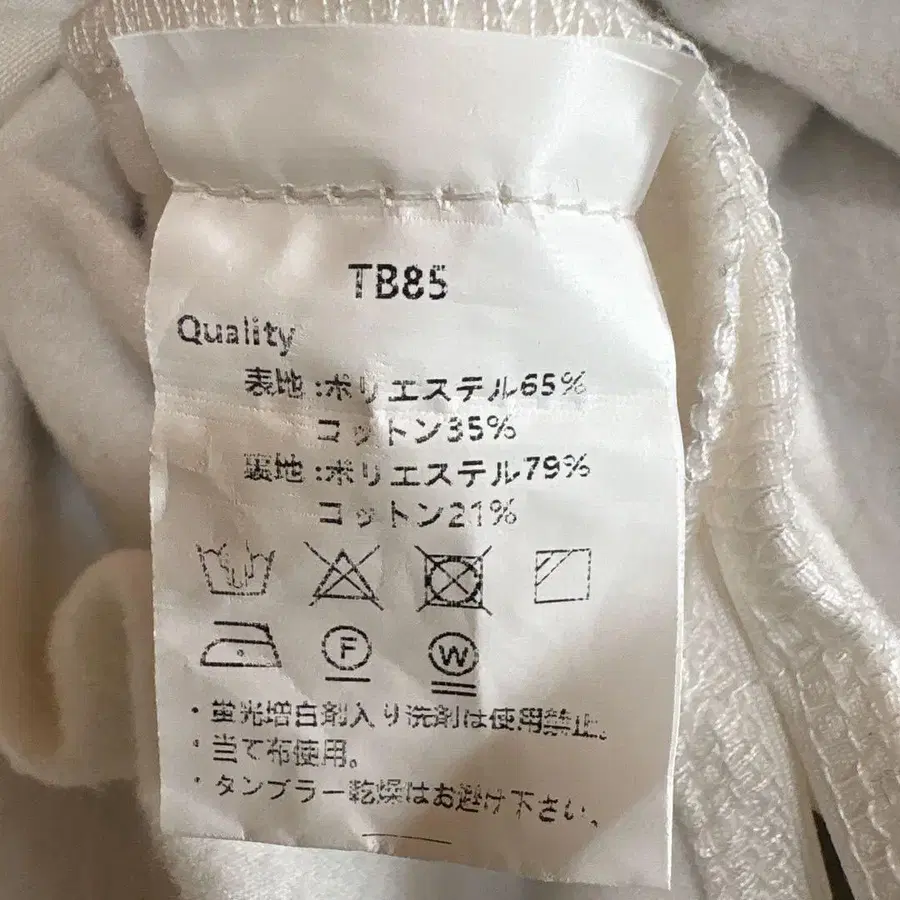 TB85
Quality
表地:ポリエステル65%
コットン35%
裏地:ポリエステル79%
コットン21%
F
W
・蛍光増白剤入り洗剤は使用禁止。
・当て布使用。
・タンブラー乾燥はお避け下さい。